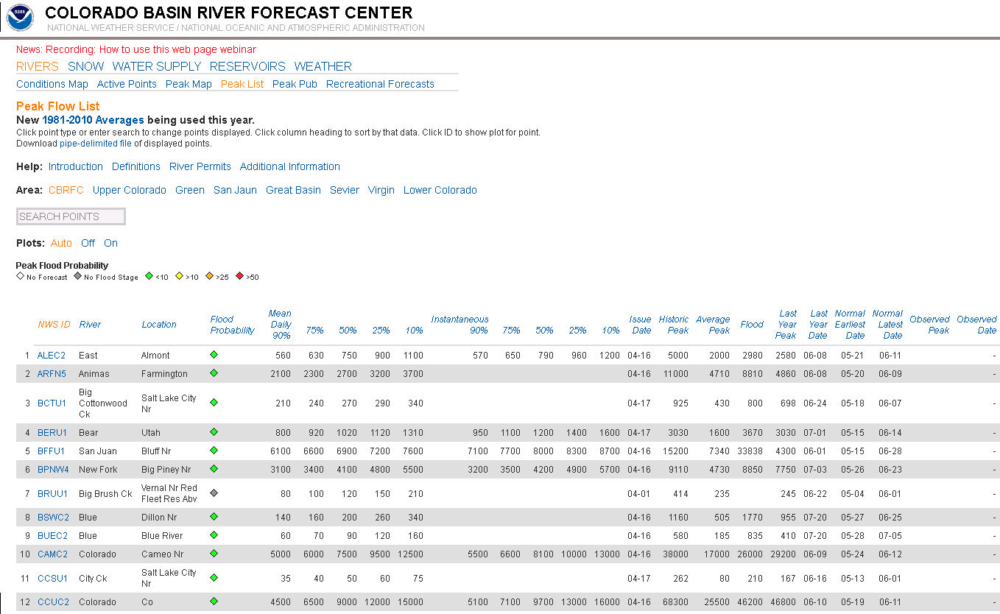 NOAA
COLORADO BASIN RIVER FORECAST CENTER
NATIONAL WEATHER SERVICE / NATIONAL OCEANIC AND ATMOSPHERIC ADMINISTRATION
News: Recording: How to use this web page webinar
RIVERS SNOW WATER SUPPLY RESERVOIRS WEATHER
Conditions Map Active Points Peak Map Peak List Peak Pub Recreational Forecasts
Peak Flow List
New 1981-2010 Averages being used this year.
Click point type or enter search to change points displayed. Click column heading to sort by that data. Click ID to show plot for point.
Download pipe-delimited file of displayed points.
Help: Introduction Definitions River Permits Additional Information
Area: CBRFC Upper Colorado Green San Jaun Great Basin Sevier Virgin Lower Colorado
SEARCH POINTS
Plots: Auto Off On
Peak Flood Probability
No Forecast No Flood Stage <10 >10 >25 >50
NWS ID River Location Flood Probability Mean Daily 90% 75% 50% 25% 10% Instantaneous 90% 75% 50% 25% 10% Issue Date Historic Peak Average Peak Flood Last Year Peak Last Year Date Normal Earliest Date Normal Latest Date Observed Peak Observed Date
1 ALEC2 East Almont 560 630 750 900 1100 570 650 790 960 1200 04-16 5000 2000 2980 2580 06-08 05-21 06-11 -
2 ARFN5 Animas Farmington 2100 2300 2700 3200 3700 04-16 11000 4710 8810 4860 06-08 05-20 06-09 -
3 BCTU1 Big Cottonwood Ck Salt Lake City Nr 210 240 270 290 340 04-17 925 430 800 698 06-24 05-18 06-07 -
4 BERU1 Bear Utah 800 920 1020 1120 1310 950 1100 1200 1400 1600 04-17 3030 1600 3670 3030 07-01 05-15 06-14 -
5 BFFU1 San Juan Bluff Nr 6100 6600 6900 7200 7600 7100 7700 8000 8300 8700 04-16 15200 7340 33838 4300 06-01 05-15 06-28 -
6 BPNW4 New Fork Big Piney Nr 3100 3400 4100 4800 5500 3200 3500 4200 4900 5700 04-16 9110 4730 8850 7750 07-03 05-26 06-23 -
7 BRUU1 Big Brush Ck Vernal Nr Red Fleet Res Abv 80 100 120 150 210 04-01 414 235 245 06-22 05-04 06-01 -
8 BSWC2 Blue Dillon Nr 140 160 200 260 340 04-16 1160 505 1770 955 07-20 05-27 06-25 -
9 BUEC2 Blue Blue River 60 70 90 120 160 04-16 580 185 835 410 07-20 05-28 07-05 -
10 CAMC2 Colorado Cameo Nr 5000 6000 7500 9500 12500 5500 6600 8100 10000 13000 04-16 38000 17000 26000 29200 06-09 05-24 06-12 -
11 CCSU1 City Ck Salt Lake City Nr 35 40 50 60 75 04-17 262 80 210 167 06-16 05-13 06-01 -
12 CCUC2 Colorado Co 4500 6500 9000 12000 15000 5100 7100 9700 13000 16000 04-16 68300 25500 46200 46800 06-10 05-19 06-11 -